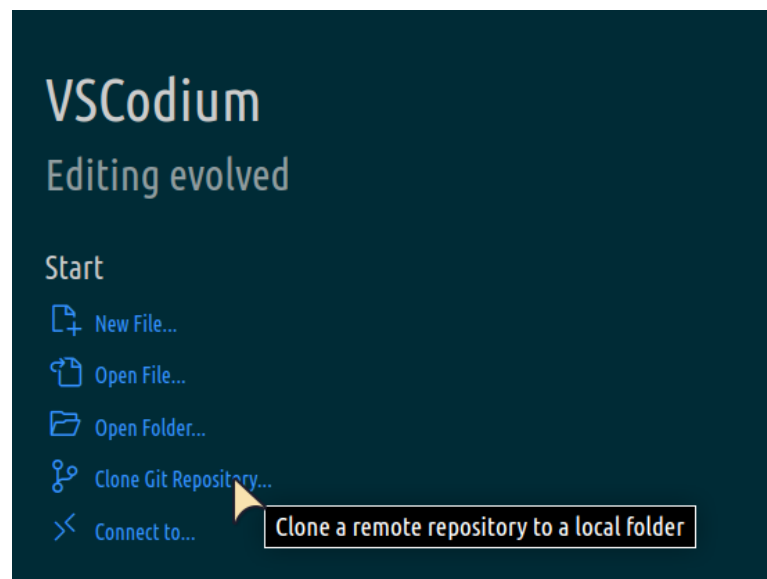 VSCodium
Editing evolved
Start
New File...
Open File...
Open Folder...
Clone Git Repository...
Clone a remote repository to a local folder
Connect to...